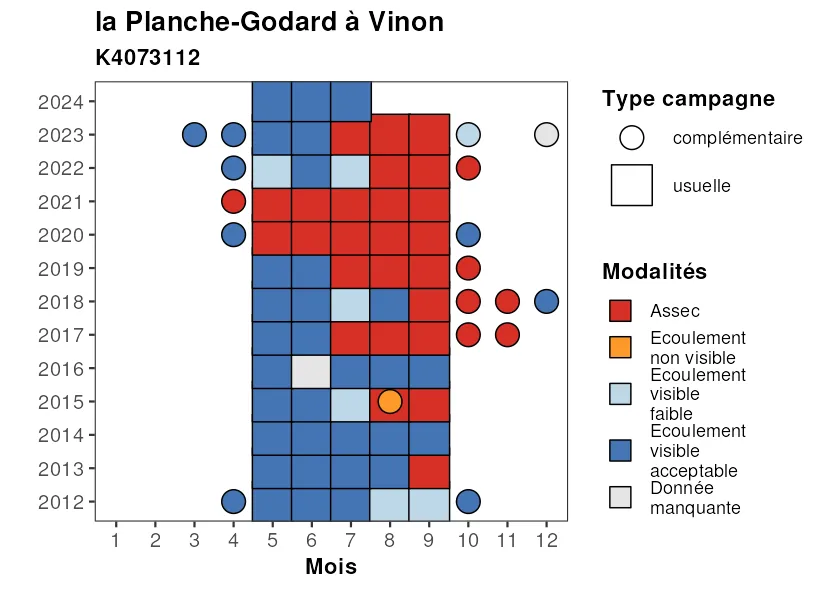 la Planche-Godard à Vinon
K4073112
2024
2023
2022
2021
2020
2019
2018
2017
2016
2015
2014
2013
2012
1 2 3 4 5 6 7 8 9 10 11 12
Mois
Type campagne
complémentaire
usuelle
Modalités
Assec
Ecoulement
non visible
Ecoulement
visible
faible
Ecoulement
visible
acceptable
Donnée
manquante